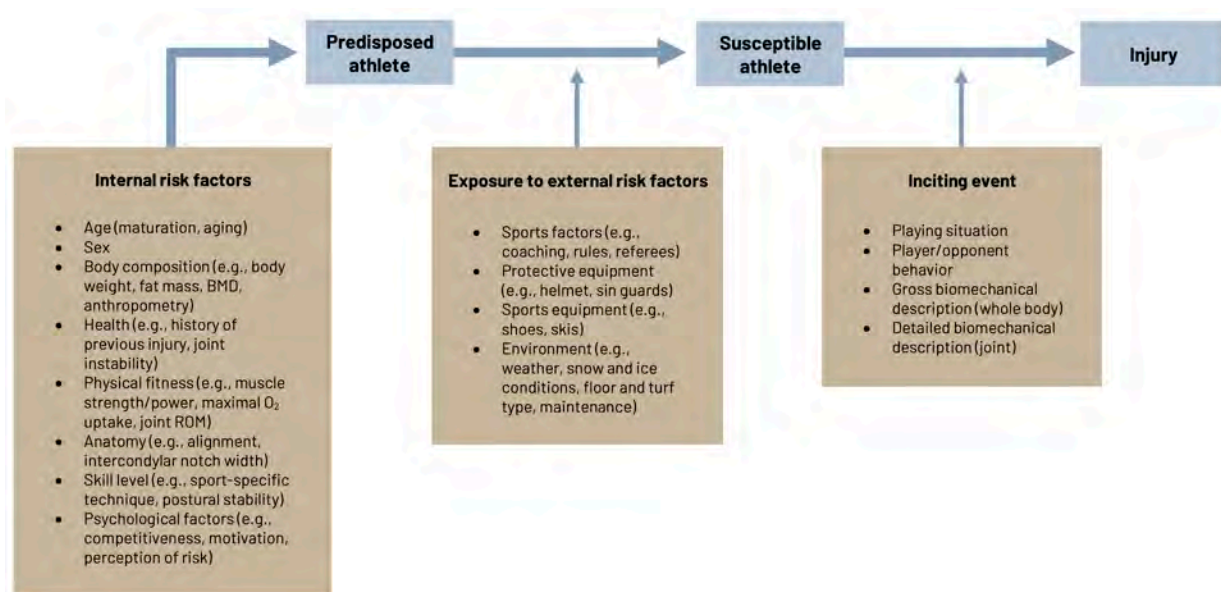 Predisposed
athlete
Susceptible
athlete
Injury
Internal risk factors
• Age (maturation, aging)
• Sex
• Body composition (e.g., body
weight, fat mass, BMD,
anthropometry)
• Health (e.g., history of
previous injury, joint
instability)
• Physical fitness (e.g., muscle
strength/power, maximal O₂
uptake, joint ROM)
• Anatomy (e.g., alignment,
intercondylar notch width)
• Skill level (e.g., sport-specific
technique, postural stability)
• Psychological factors (e.g.,
competitiveness, motivation,
perception of risk)
Exposure to external risk factors
• Sports factors (e.g.,
coaching, rules, referees)
• Protective equipment
(e.g., helmet, sin guards)
• Sports equipment (e.g.,
shoes, skis)
• Environment (e.g.,
weather, snow and ice
conditions, floor and turf
type, maintenance)
Inciting event
• Playing situation
• Player/opponent
behavior
• Gross biomechanical
description (whole body)
• Detailed biomechanical
description (joint)